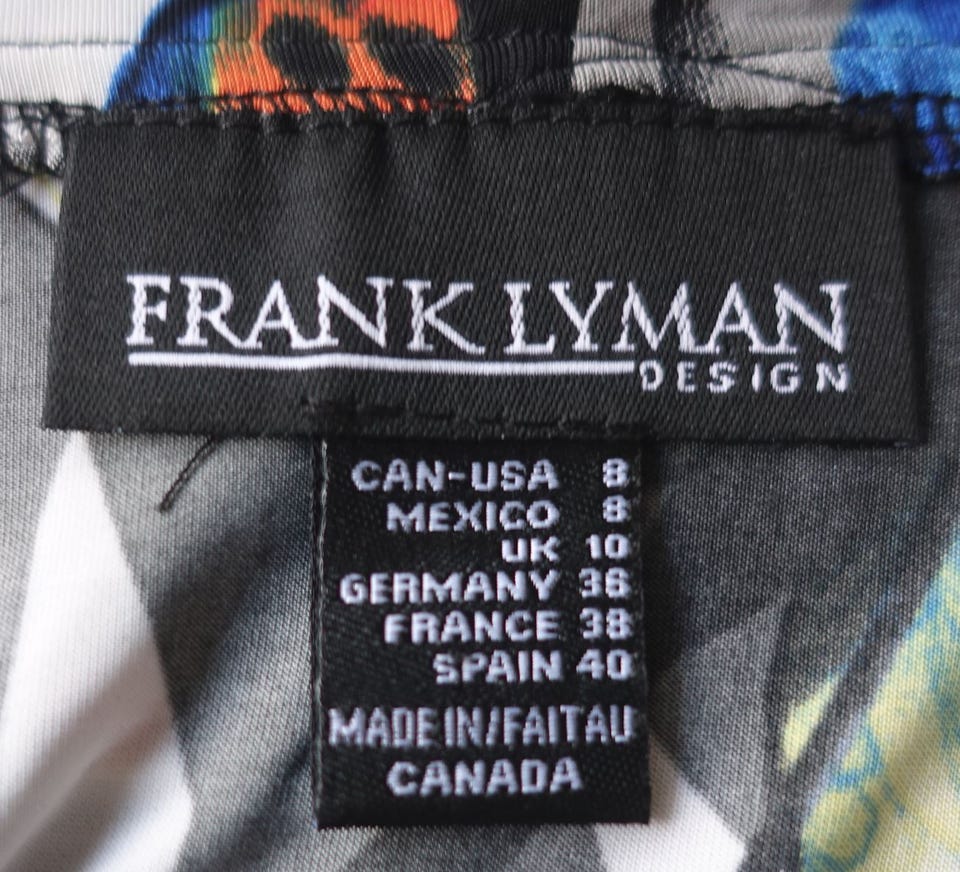 FRANK LYMAN
DESIGN
CAN-USA 8
MEXICO 8
UK 10
GERMANY 36
FRANCE 38
SPAIN 40
MADE IN/FAIT AU
CANADA